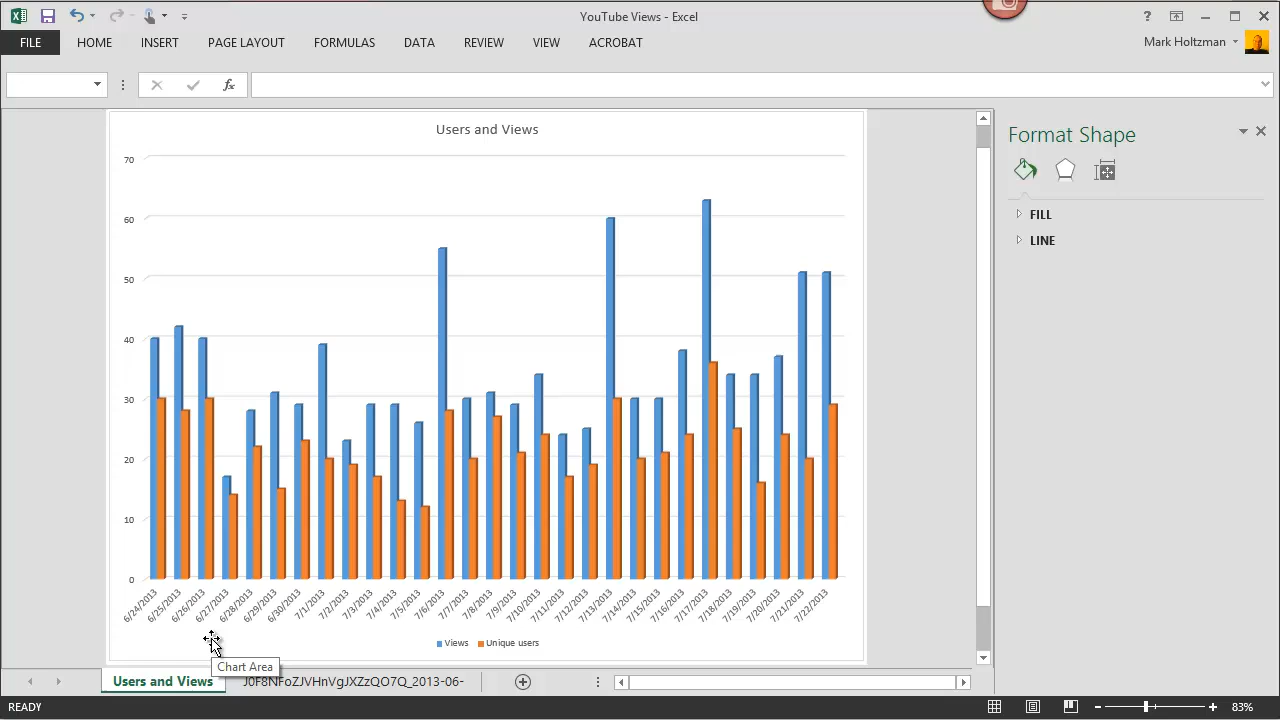 YouTube Views - Excel
?
FILE HOME INSERT PAGE LAYOUT FORMULAS DATA REVIEW VIEW ACROBAT
Mark Holtzman
fx
Users and Views
70
60
50
40
30
20
10
0
6/24/2013 6/25/2013 6/26/2013 6/27/2013 6/28/2013 6/29/2013 6/30/2013 7/1/2013 7/2/2013 7/3/2013 7/4/2013 7/5/2013 7/6/2013 7/7/2013 7/8/2013 7/9/2013 7/10/2013 7/11/2013 7/12/2013 7/13/2013 7/14/2013 7/15/2013 7/16/2013 7/17/2013 7/18/2013 7/19/2013 7/20/2013 7/21/2013 7/22/2013
Views Unique users
Chart Area
Format Shape
FILL
LINE
Users and Views J0F8NFoZJVHnVgJXZzQO7Q_2013-06-
READY
83%